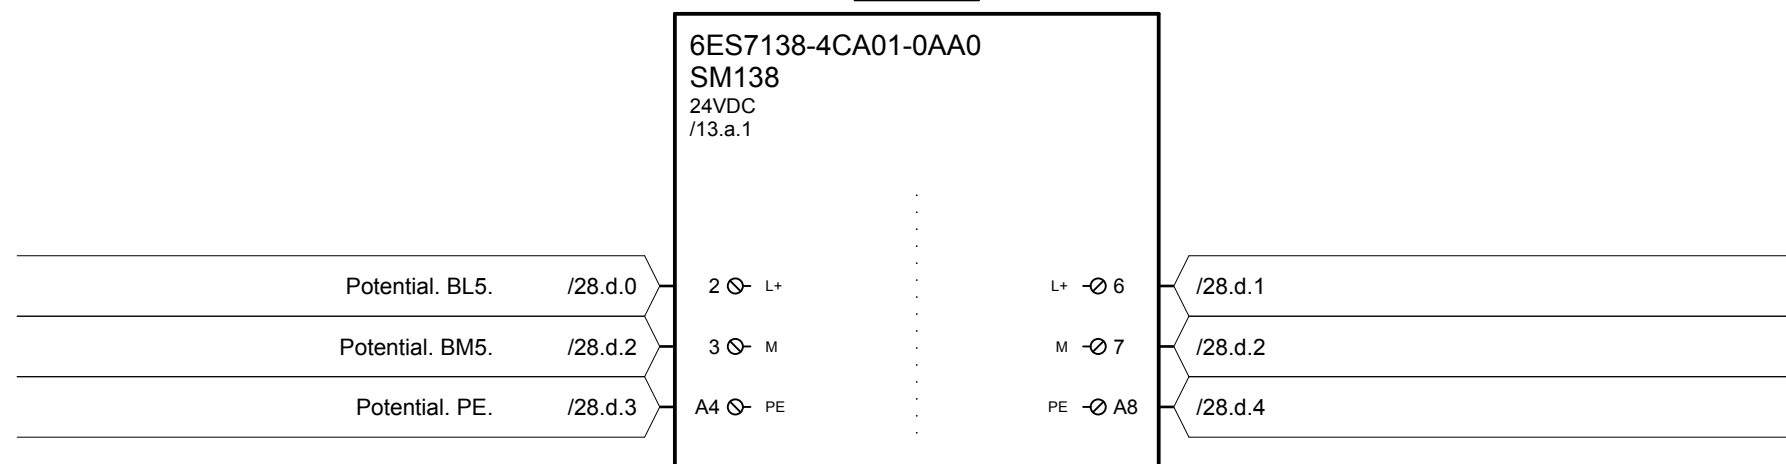 6ES7138-4CA01-0AA0
SM138
24VDC
/13.a.1
Potential. BL5. /28.d.0 2 L+ L+ 6 /28.d.1
Potential. BM5. /28.d.2 3 M M 7 /28.d.2
Potential. PE. /28.d.3 A4 PE PE A8 /28.d.4